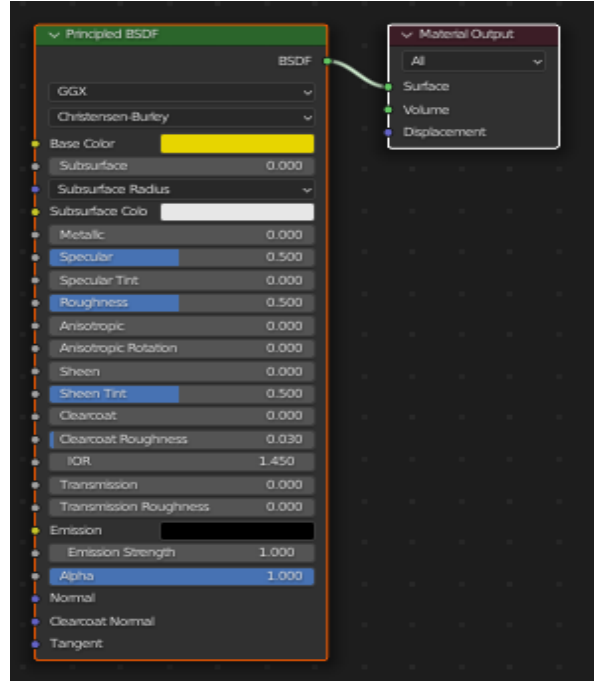 Principled BSDF
BSDF
GGX
Christensen-Burley
Base Color
Subsurface 0.000
Subsurface Radius
Subsurface Colo
Metallic 0.000
Specular 0.500
Specular Tint 0.000
Roughness 0.500
Anisotropic 0.000
Anisotropic Rotation 0.000
Sheen 0.000
Sheen Tint 0.500
Clearcoat 0.000
Clearcoat Roughness 0.030
IOR 1.450
Transmission 0.000
Transmission Roughness 0.000
Emission
Emission Strength 1.000
Alpha 1.000
Normal
Clearcoat Normal
Tangent
Material Output
All
Surface
Volume
Displacement